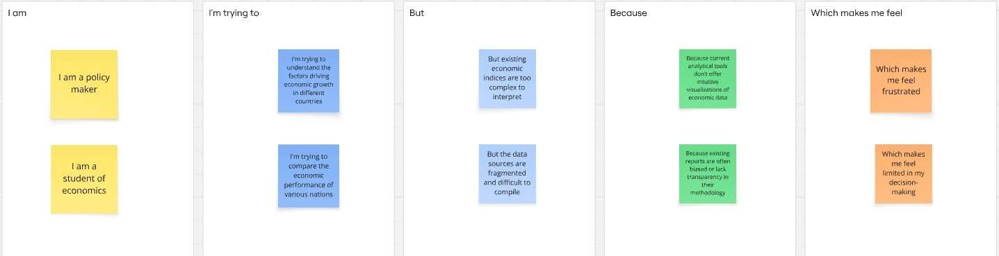 I am
I'm trying to
But
Because
Which makes me feel
I am a policy
maker
I'm trying to
understand the
factors driving
economic growth
in different
countries
But existing
economic
indices are too
complex to
interpret
Because current
analytical tools
don't offer
intuitive
visualizations of
economic data
Which makes
me feel
frustrated
I am a
student of
economics
I'm trying to
compare the
economic
performance of
various nations
But the data
sources are
fragmented
and difficult to
compile
Because existing
reports are often
biased or lack
transparency in
their
methodology
Which makes
me feel
limited in my
decision-
making